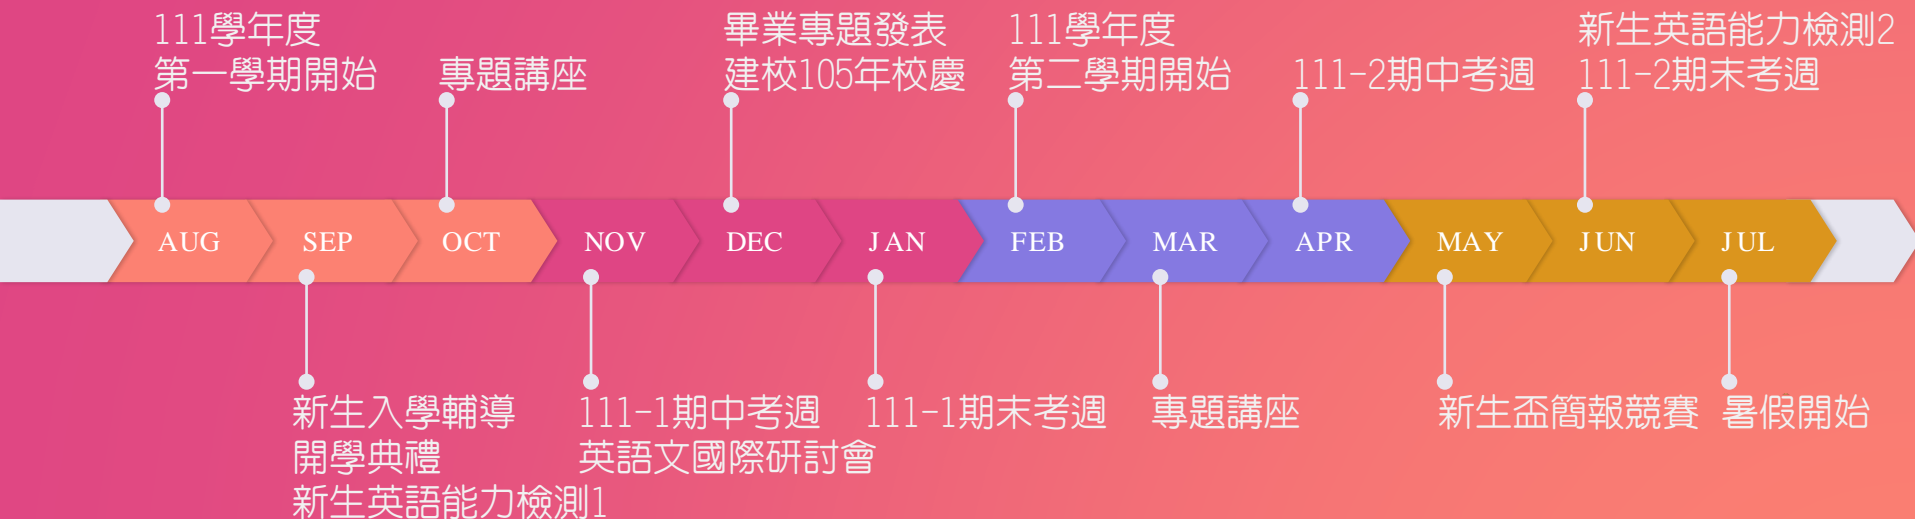 111學年度
第一學期開始
專題講座
畢業專題發表
建校105年校慶
111學年度
第二學期開始
111-2期中考週
新生英語能力檢測2
111-2期末考週
AUG
SEP
OCT
NOV
DEC
JAN
FEB
MAR
APR
MAY
JUN
JUL
新生入學輔導
開學典禮
新生英語能力檢測1
111-1期中考週
英語文國際研討會
111-1期末考週
專題講座
新生盃簡報競賽
暑假開始